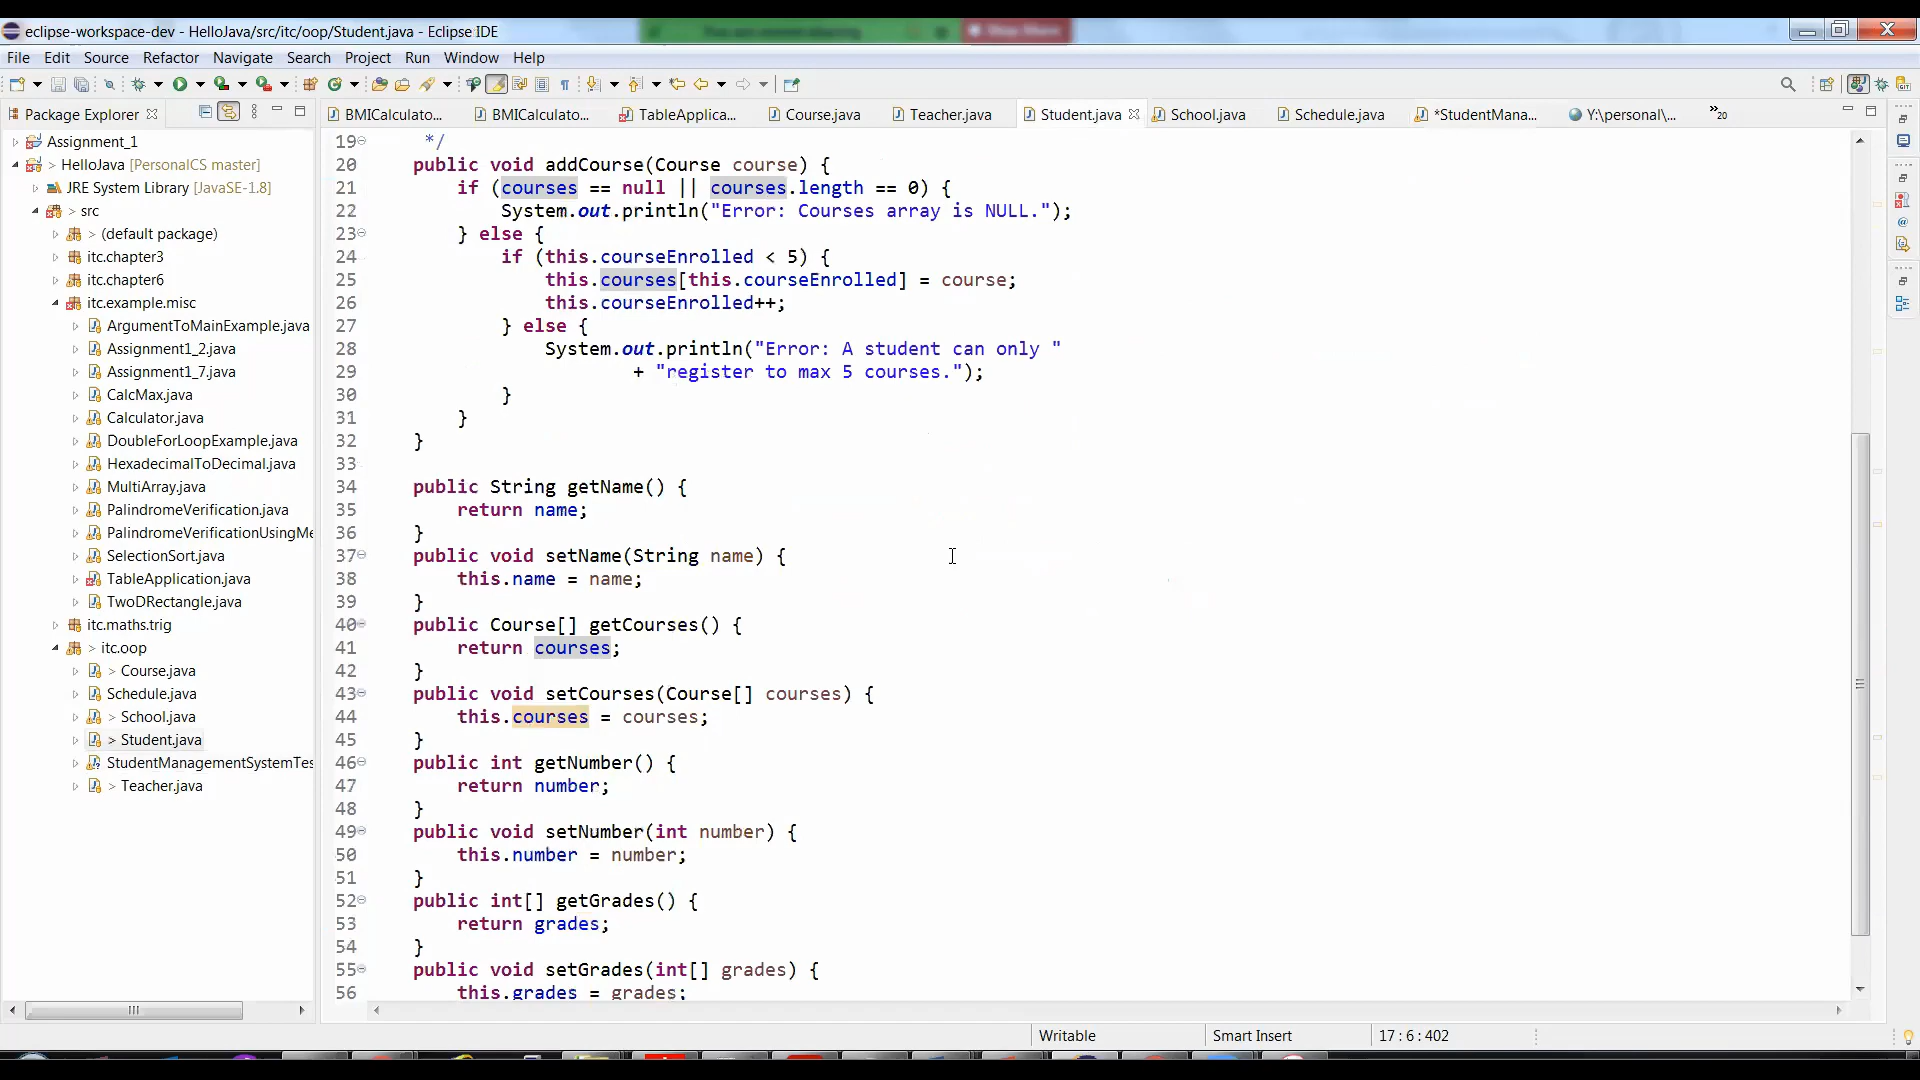 eclipse-workspace-dev - HelloJava/src/itc/oop/Student.java - Eclipse IDE
File Edit Source Refactor Navigate Search Project Run Window Help
Package Explorer
BMICalculato...
BMICalculato...
TableApplica...
Course.java
Teacher.java
Student.java
School.java
Schedule.java
*StudentMana...
Y:\personal\...
»20
Assignment_1
> HelloJava [PersonalCS master]
JRE System Library [JavaSE-1.8]
> src
> (default package)
itc.chapter3
itc.chapter6
itc.example.misc
ArgumentToMainExample.java
Assignment1_2.java
Assignment1_7.java
CalcMax.java
Calculator.java
DoubleForLoopExample.java
HexadecimalToDecimal.java
MultiArray.java
PalindromeVerification.java
PalindromeVerificationUsingMe
SelectionSort.java
TableApplication.java
TwoDRectangle.java
itc.maths.trig
> itc.oop
> Course.java
Schedule.java
> School.java
> Student.java
StudentManagementSystemTes
> Teacher.java
19 */
20 public void addCourse(Course course) {
21 if (courses == null || courses.length == 0) {
22 System.out.println("Error: Courses array is NULL.");
23 } else {
24 if (this.courseEnrolled < 5) {
25 this.courses[this.courseEnrolled] = course;
26 this.courseEnrolled++;
27 } else {
28 System.out.println("Error: A student can only "
29 + "register to max 5 courses.");
30 }
31 }
32 }
33
34 public String getName() {
35 return name;
36 }
37 public void setName(String name) {
38 this.name = name;
39 }
40 public Course[] getCourses() {
41 return courses;
42 }
43 public void setCourses(Course[] courses) {
44 this.courses = courses;
45 }
46 public int getNumber() {
47 return number;
48 }
49 public void setNumber(int number) {
50 this.number = number;
51 }
52 public int[] getGrades() {
53 return grades;
54 }
55 public void setGrades(int[] grades) {
56 this.grades = grades;
Writable
Smart Insert
17 : 6 : 402